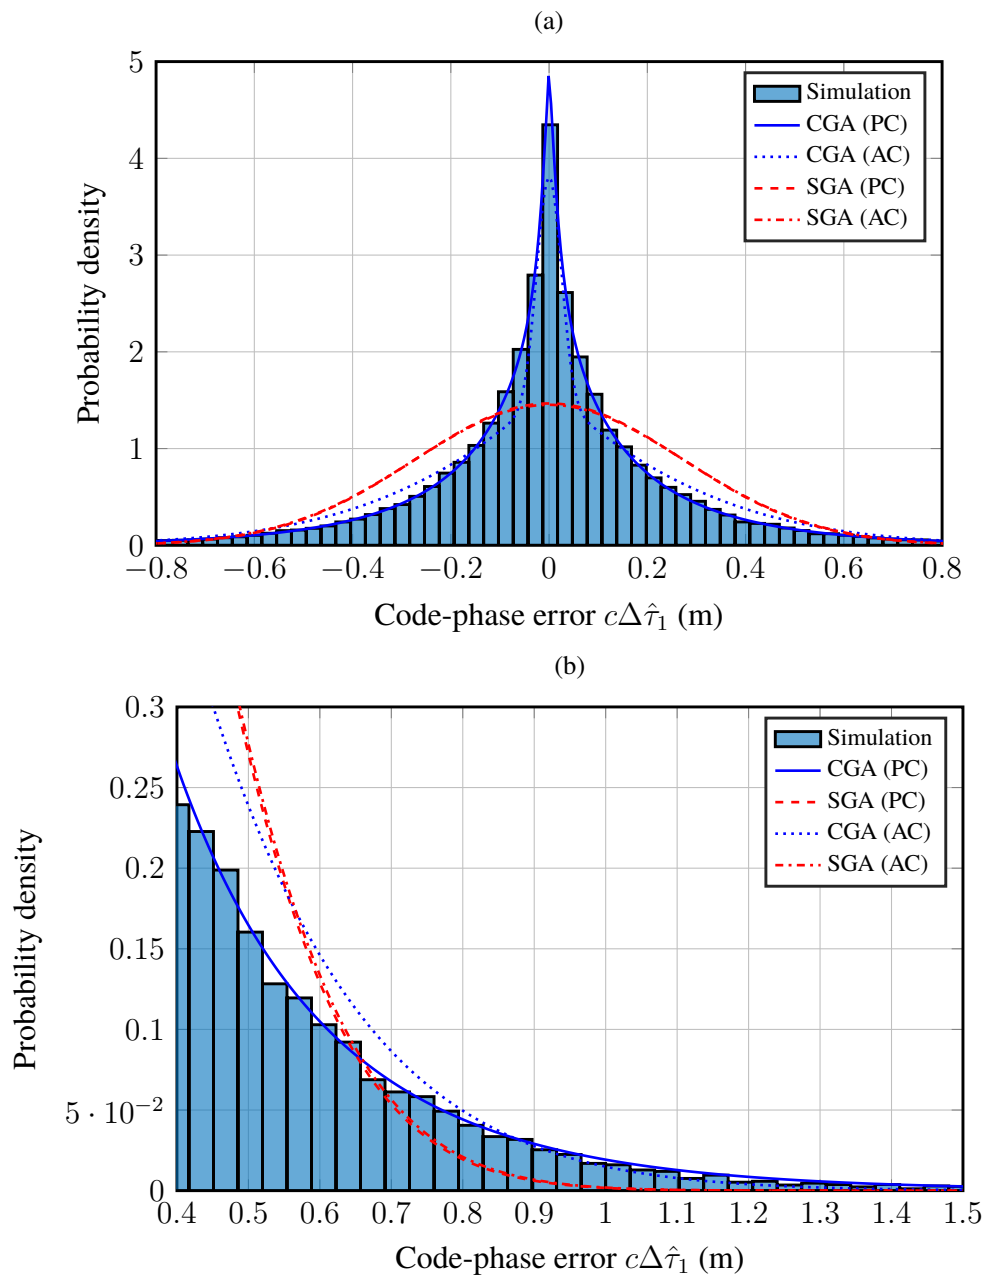 (a)
5
4
3
2
1
0
Probability density
Simulation
CGA (PC)
CGA (AC)
SGA (PC)
SGA (AC)
−0.8 −0.6 −0.4 −0.2 0 0.2 0.4 0.6 0.8
Code-phase error cΔτ̂₁ (m)
(b)
0.3
0.25
0.2
0.15
0.1
5 · 10⁻²
0
Probability density
Simulation
CGA (PC)
SGA (PC)
CGA (AC)
SGA (AC)
0.4 0.5 0.6 0.7 0.8 0.9 1 1.1 1.2 1.3 1.4 1.5
Code-phase error cΔτ̂₁ (m)